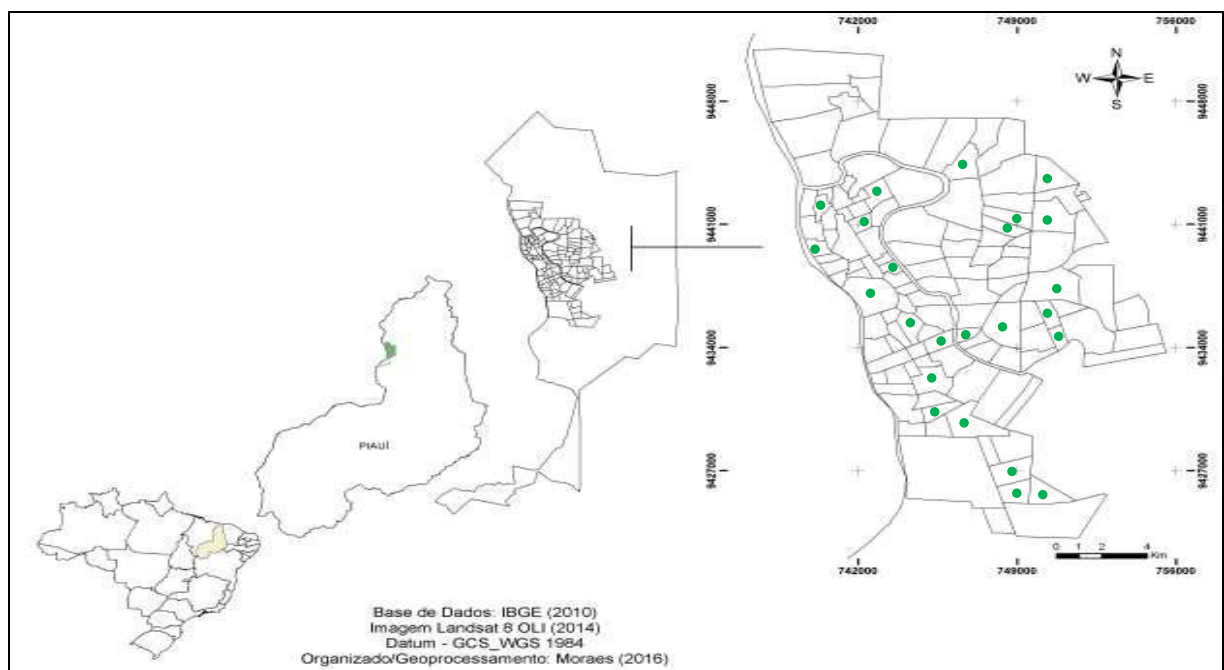 742000 749000 756000
N
W E
S
9448000 9448000
9441000 9441000
9434000 9434000
9427000 9427000
PIAUÍ
0 1 2 4
Km
742000 749000 756000
Base de Dados: IBGE (2010)
Imagem Landsat 8 OLI (2014)
Datum - GCS_WGS 1984
Organizado/Geoprocessamento: Moraes (2016)